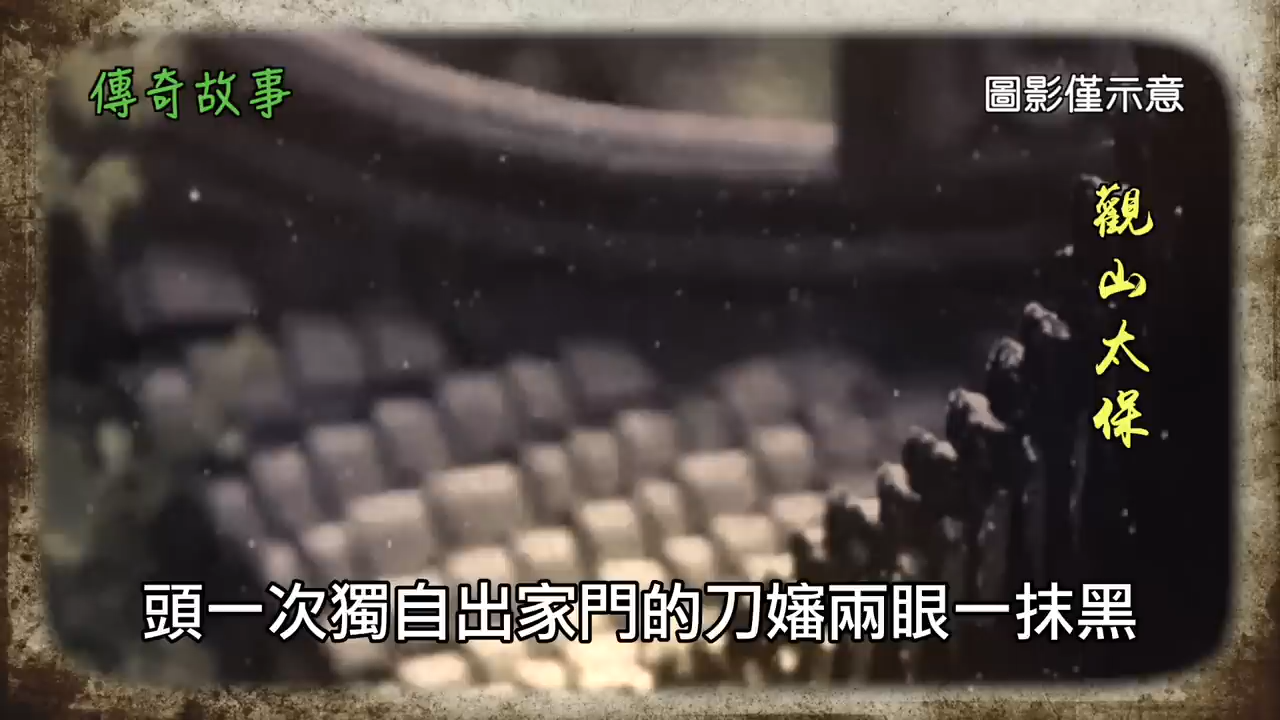 傳奇故事
圖影僅示意
觀山太保
頭一次獨自出家門的刀嬸兩眼一抹黑